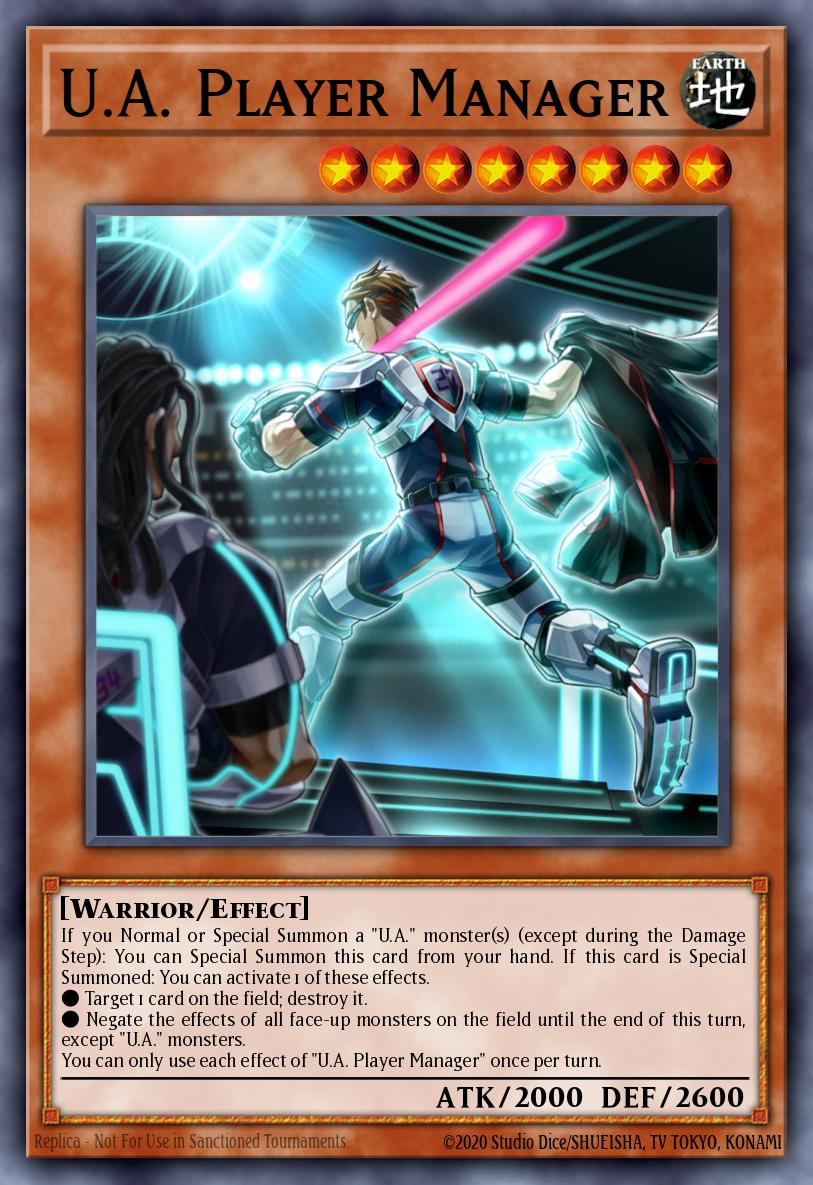 U.A. Player Manager
EARTH
地
[Warrior/Effect]
If you Normal or Special Summon a "U.A." monster(s) (except during the Damage
Step): You can Special Summon this card from your hand. If this card is Special
Summoned: You can activate 1 of these effects.
● Target 1 card on the field; destroy it.
● Negate the effects of all face-up monsters on the field until the end of this turn,
except "U.A." monsters.
You can only use each effect of "U.A. Player Manager" once per turn.
ATK/2000 DEF/2600
Replica - Not For Use in Sanctioned Tournaments.
©2020 Studio Dice/SHUEISHA, TV TOKYO, KONAMI